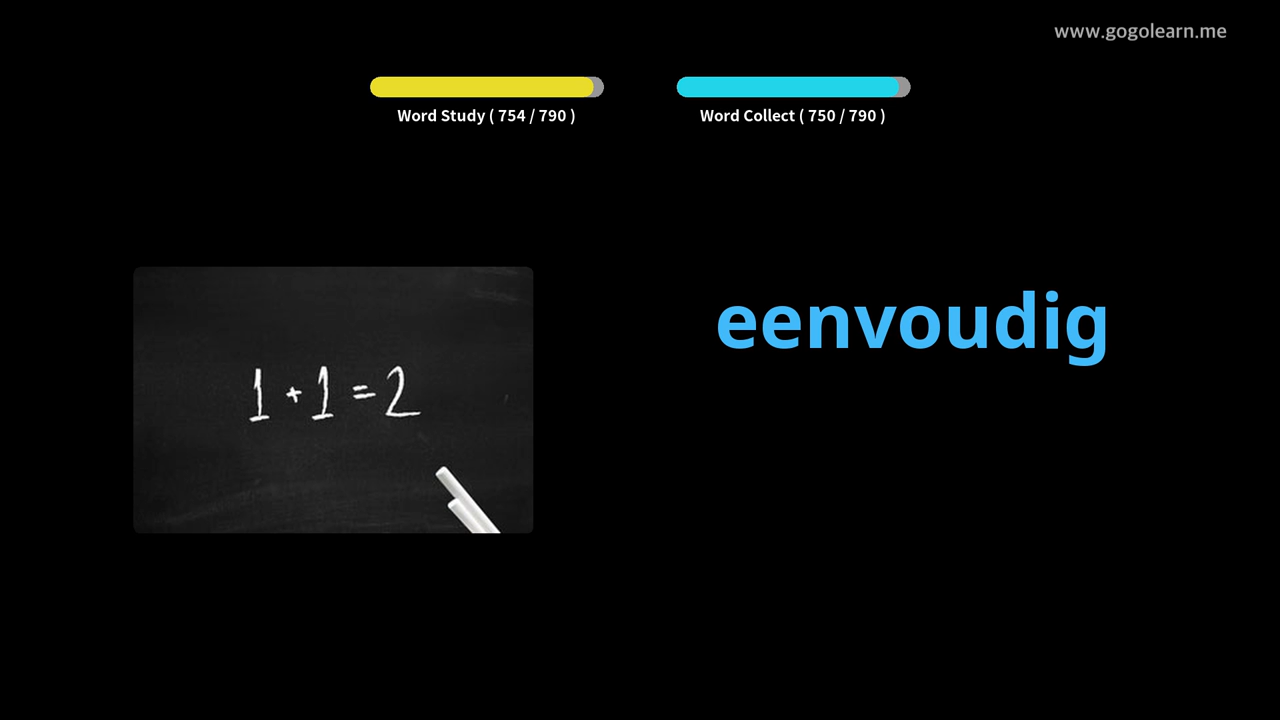 www.gogolearn.me
Word Study ( 754 / 790 )
Word Collect ( 750 / 790 )
eenvoudig
1 + 1 = 2